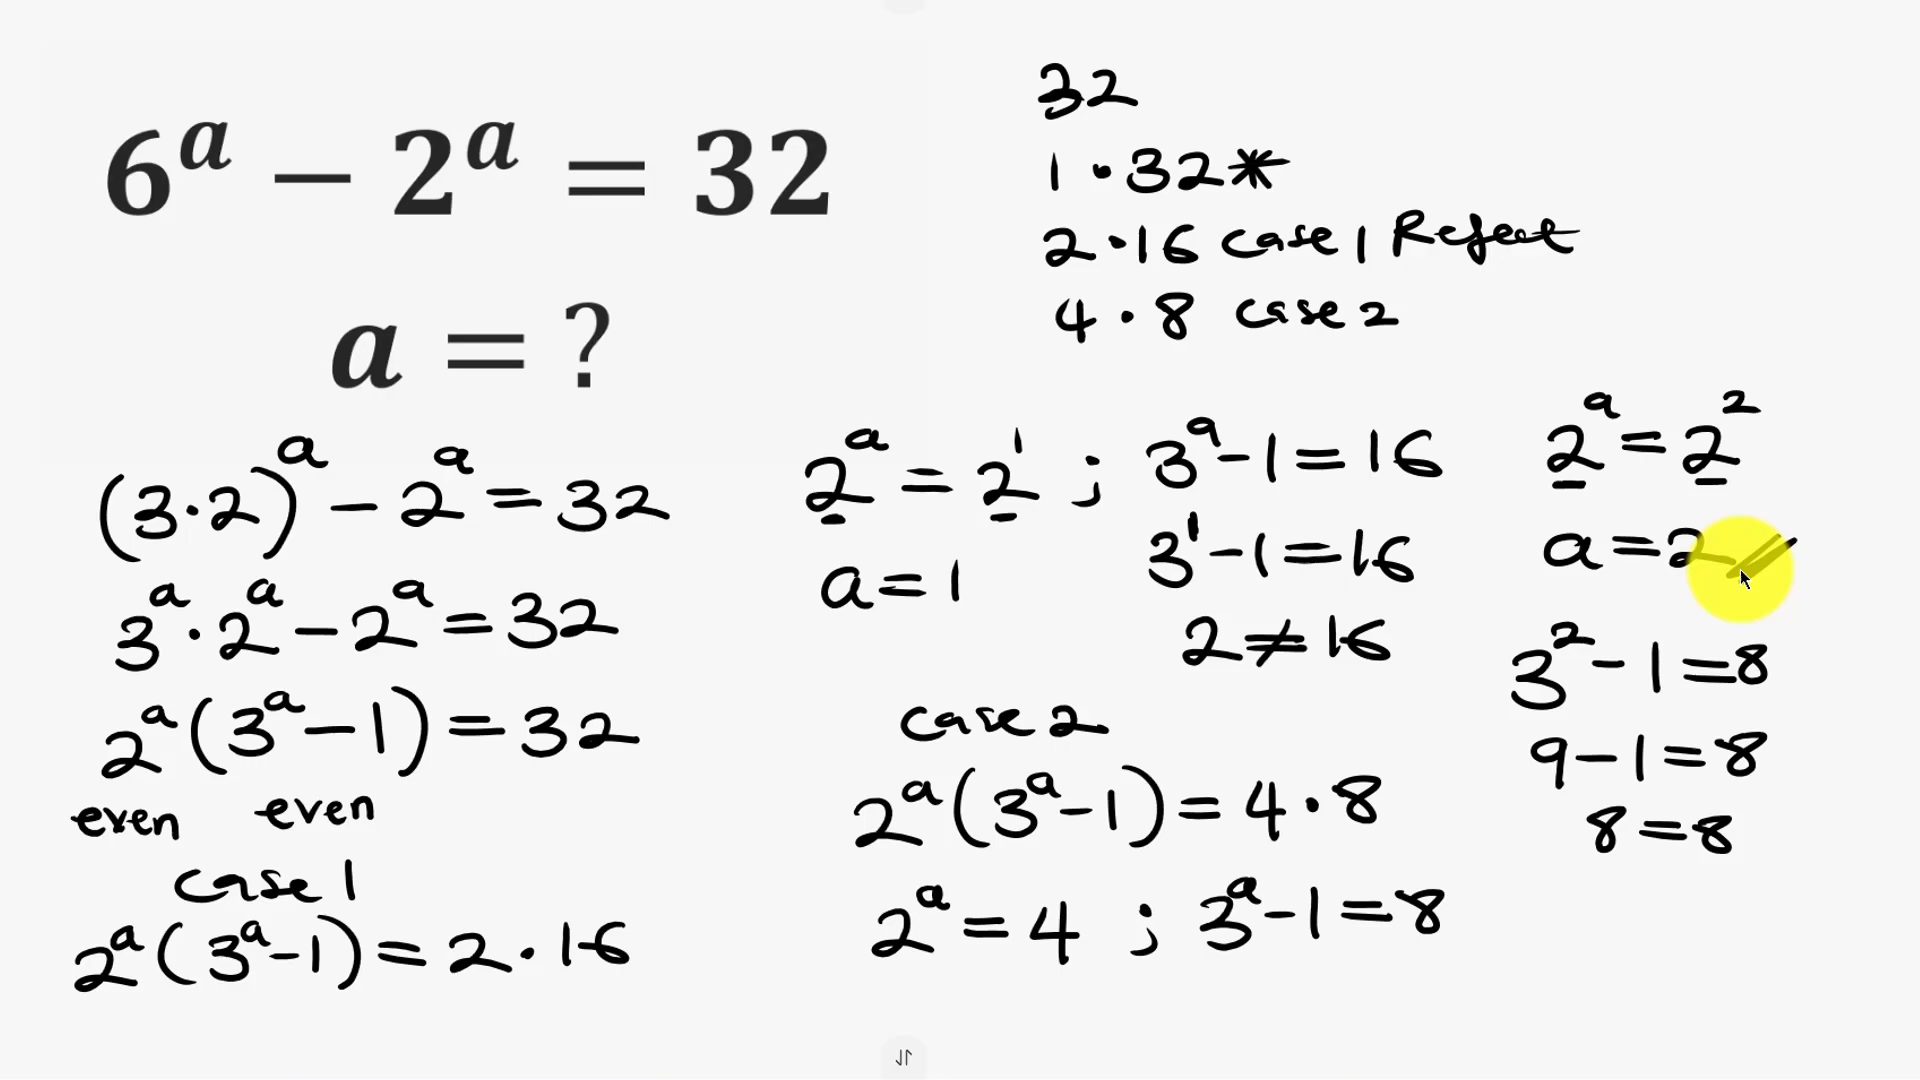 6^a − 2^a = 32
a = ?
(3·2)^a − 2^a = 32
3^a · 2^a − 2^a = 32
2^a (3^a − 1) = 32
even even
case 1
2^a (3^a − 1) = 2 · 16
32
1 · 32 *
2 · 16 case 1 Reject
4 · 8 case 2
2^a = 2^1 ; 3^a − 1 = 16
a = 1
3^1 − 1 = 16
2 ≠ 16
case 2
2^a (3^a − 1) = 4 · 8
2^a = 4 ; 3^a − 1 = 8
2^a = 2^2
a = 2 ✓
3^2 − 1 = 8
9 − 1 = 8
8 = 8